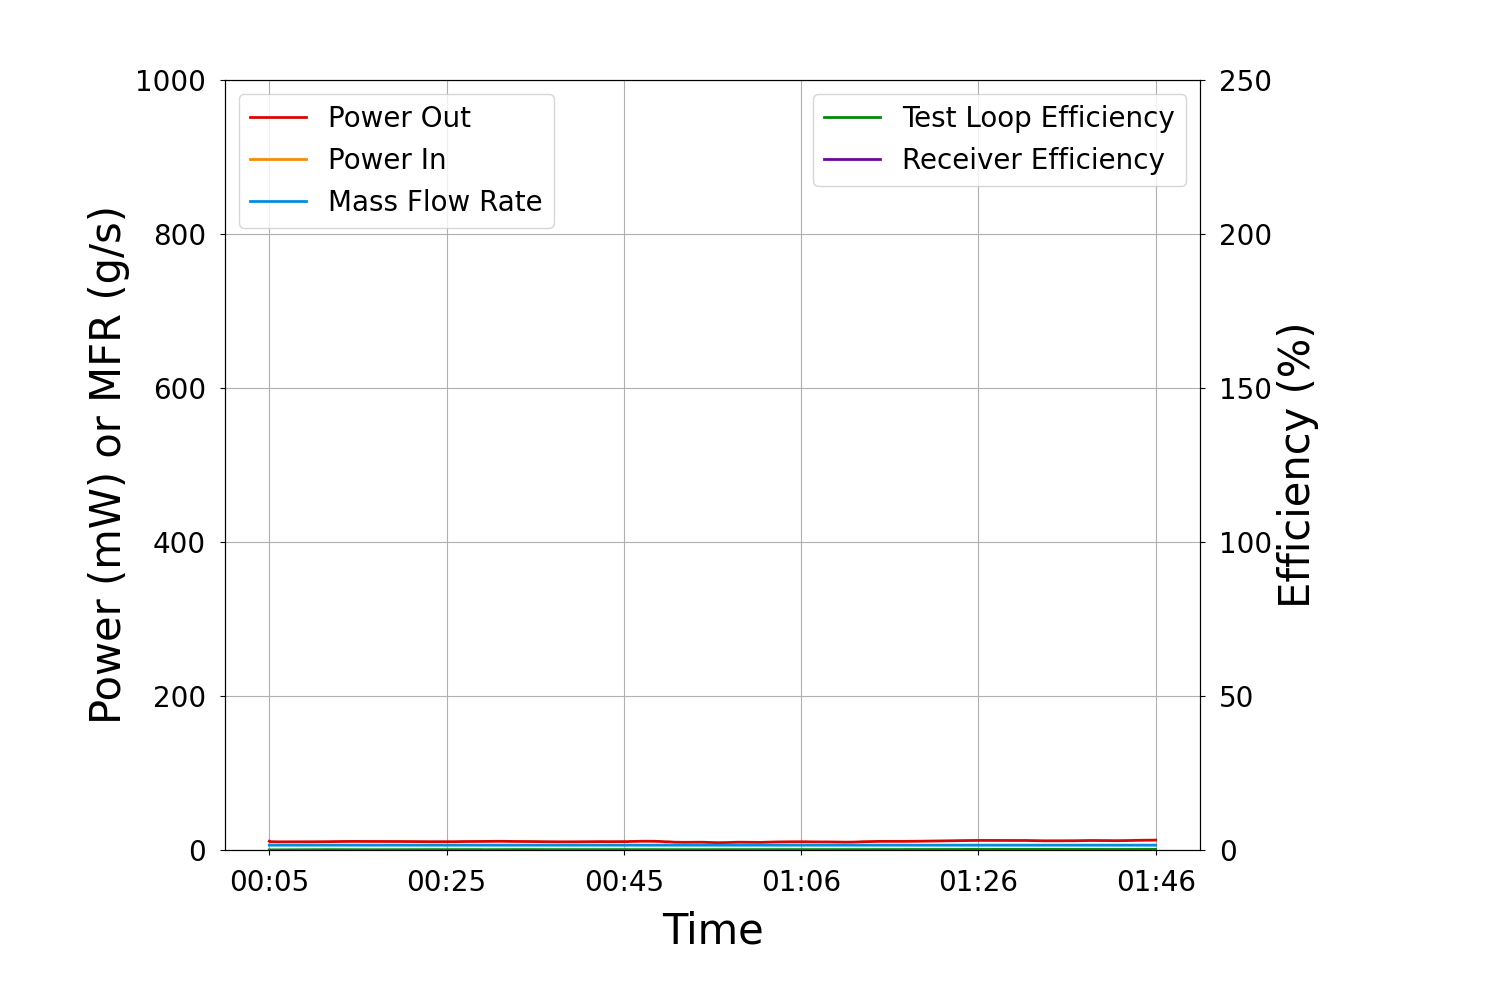 1000
800
600
400
200
0
Power (mW) or MFR (g/s)
Power Out
Power In
Mass Flow Rate
Test Loop Efficiency
Receiver Efficiency
250
200
150
100
50
0
Efficiency (%)
00:05 00:25 00:45 01:06 01:26 01:46
Time